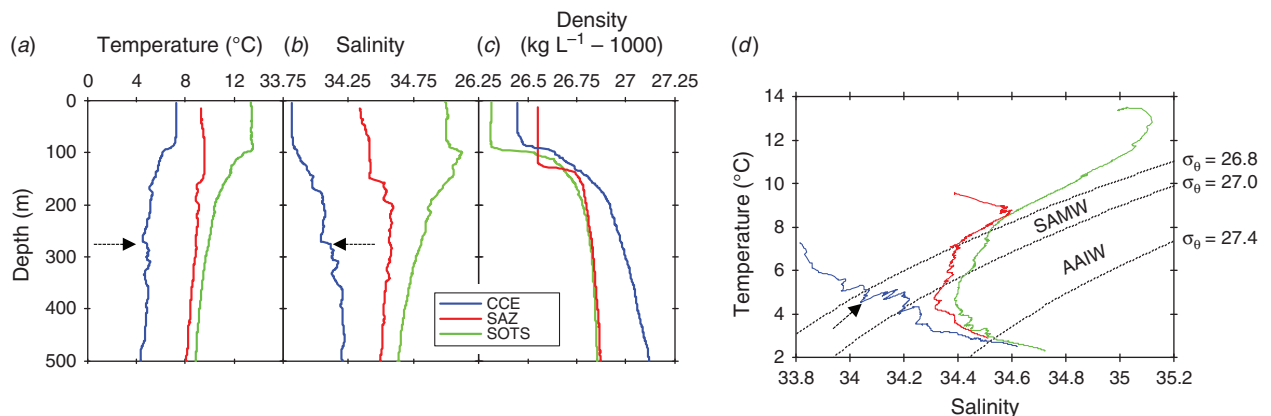 (a) Temperature (°C)
0 4 8 12
(b) Salinity
33.75 34.25 34.75
(c) Density
(kg L⁻¹ – 1000)
26.25 26.5 26.75 27 27.25
Depth (m)
0
100
200
300
400
500
CCE
SAZ
SOTS
(d)
Temperature (°C)
14
12
10
8
6
4
2
σθ = 26.8
σθ = 27.0
σθ = 27.4
SAMW
AAIW
33.8 34 34.2 34.4 34.6 34.8 35 35.2
Salinity